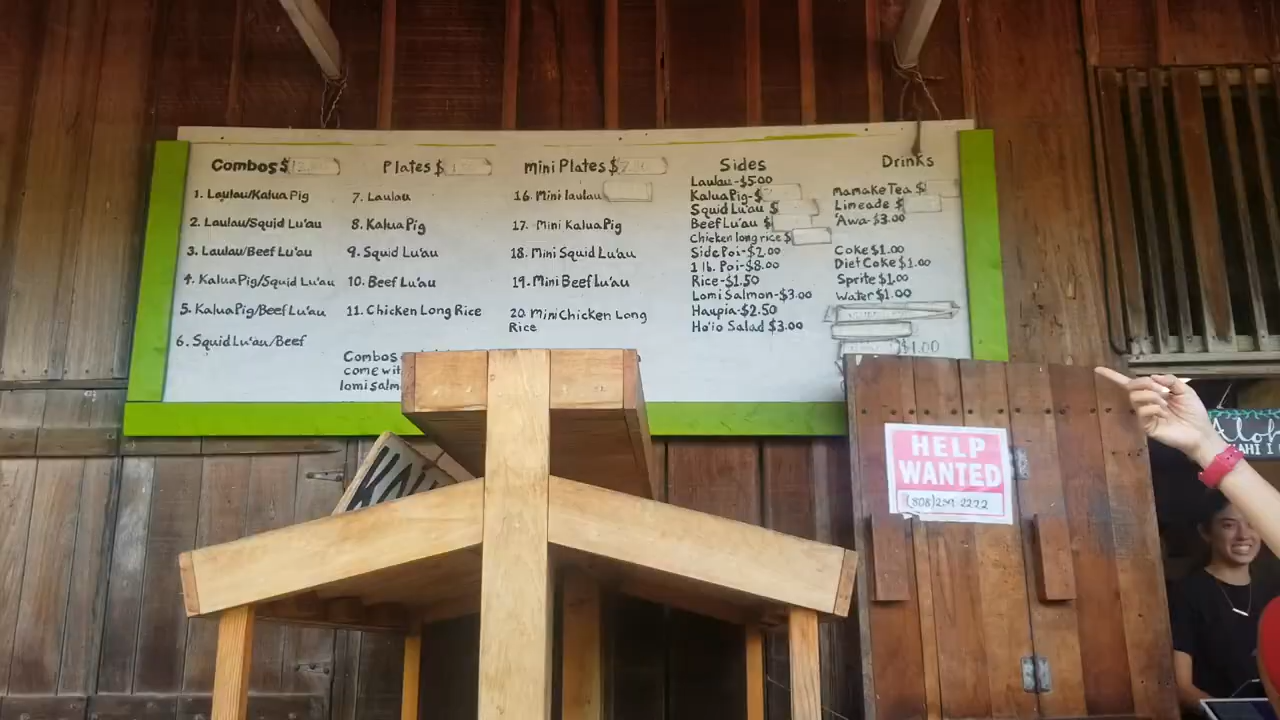 Combos $
1. Laulau/Kalua Pig
2. Laulau/Squid Lu'au
3. Laulau/Beef Lu'au
4. Kalua Pig/Squid Lu'au
5. Kalua Pig/Beef Lu'au
6. Squid Lu'au/Beef
Plates $
7. Laulau
8. Kalua Pig
9. Squid Lu'au
10. Beef Lu'au
11. Chicken Long Rice
Combos
come wit
lomi salm
Mini Plates $
16. Mini laulau
17. Mini Kalua Pig
18. Mini Squid Lu'au
19. Mini Beef Lu'au
20. Mini Chicken Long
Rice
Sides
Laulau-$5.00
Kalua Pig-$
Squid Lu'au $
Beef Lu'au $
Chicken long rice $
Side Poi-$2.00
1 lb. Poi-$8.00
Rice-$1.50
Lomi Salmon-$3.00
Haupia-$2.50
Ho'io Salad $3.00
Drinks
mamake Tea $
Limeade $
'Awa-$3.00
Coke $1.00
Diet Coke $1.00
Sprite $1.00
Water $1.00
$1.00
HELP
WANTED
(808)259-2222
Aloh
AHI I